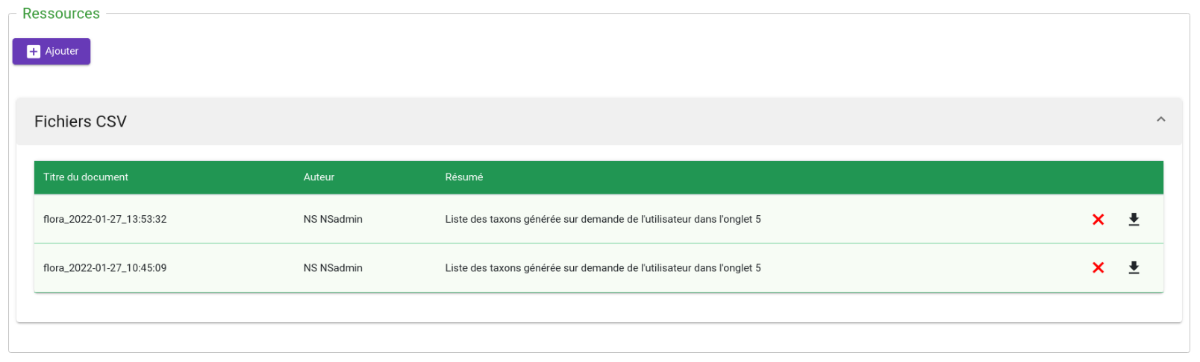 Ressources
Ajouter
Fichiers CSV
Titre du document Auteur Résumé
flora_2022-01-27_13:53:32 NS NSadmin Liste des taxons générée sur demande de l'utilisateur dans l'onglet 5
flora_2022-01-27_10:45:09 NS NSadmin Liste des taxons générée sur demande de l'utilisateur dans l'onglet 5